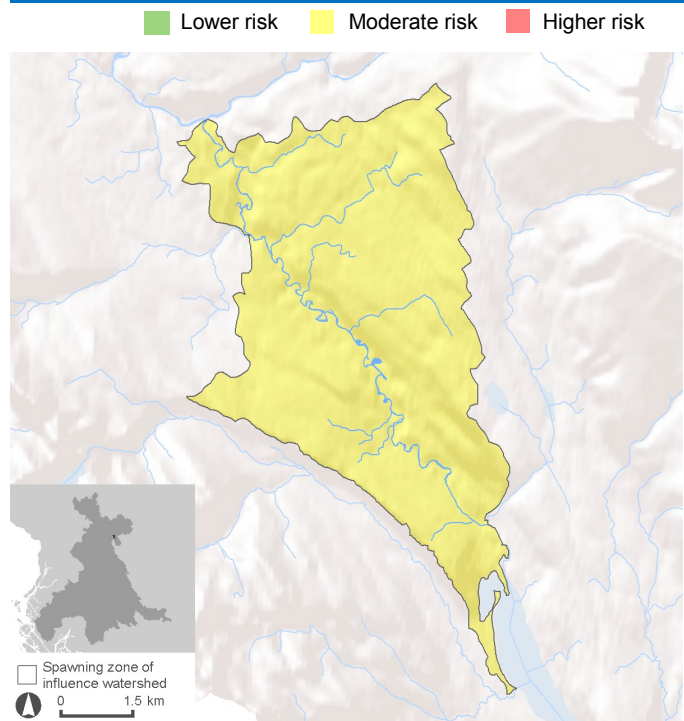 Lower risk Moderate risk Higher risk
Spawning zone of
influence watershed
0 1.5 km